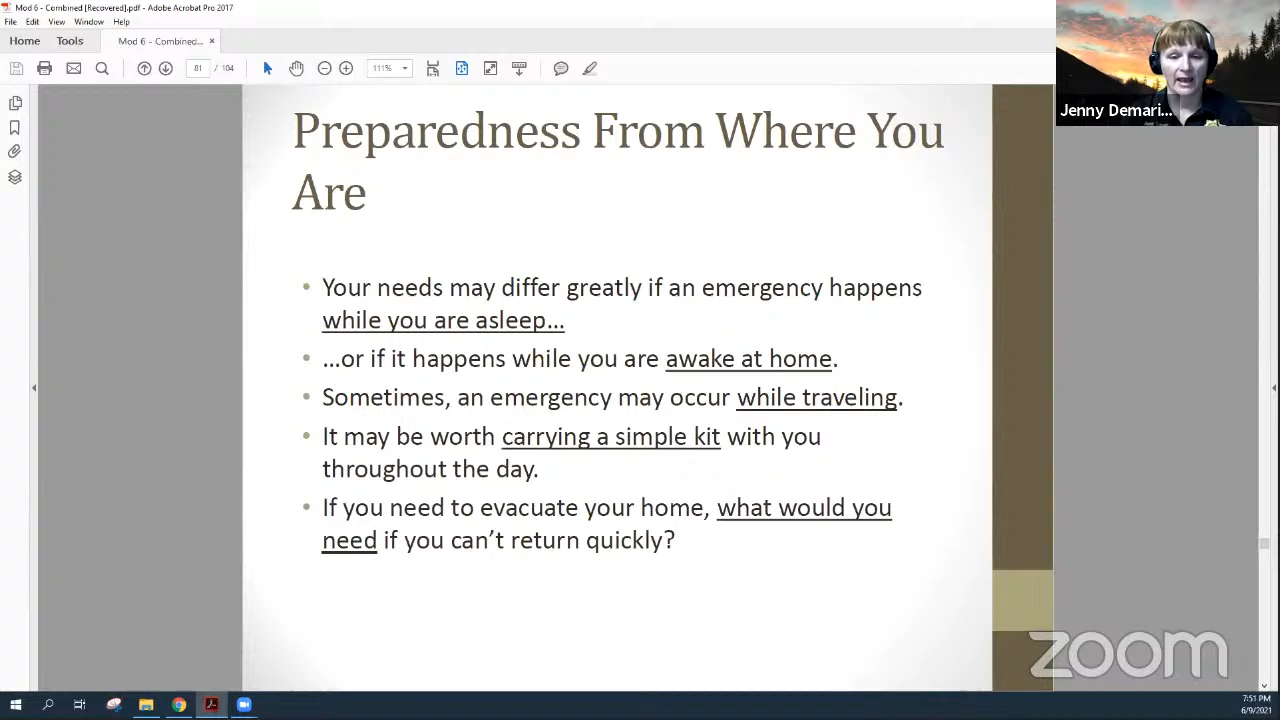 Mod 6 - Combined [Recovered].pdf - Adobe Acrobat Pro 2017
File Edit View Window Help
Home Tools Mod 6 - Combined... ×
81 / 104 111%
Jenny Demari...
Preparedness From Where You
Are
• Your needs may differ greatly if an emergency happens
while you are asleep...
• ...or if it happens while you are awake at home.
• Sometimes, an emergency may occur while traveling.
• It may be worth carrying a simple kit with you
throughout the day.
• If you need to evacuate your home, what would you
need if you can’t return quickly?
zoom
7:51 PM
6/9/2021